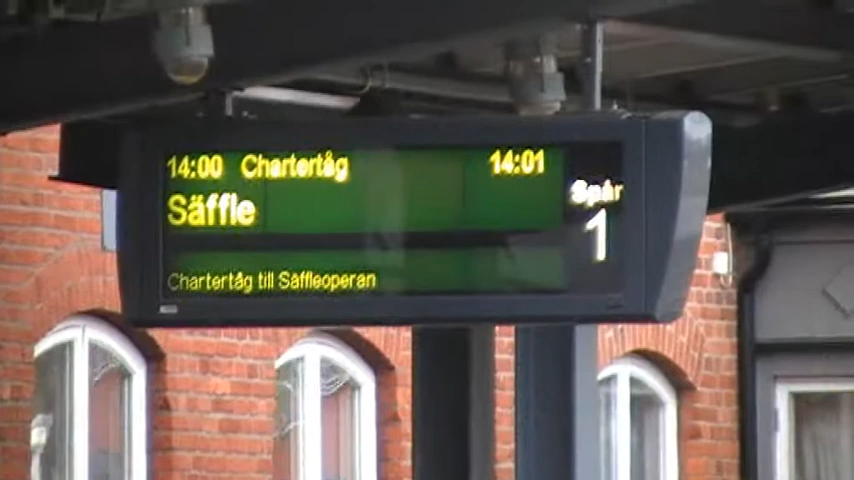 14:00 Chartertåg 14:01
Säffle
Spår
1
Chartertåg till Säffleoperan